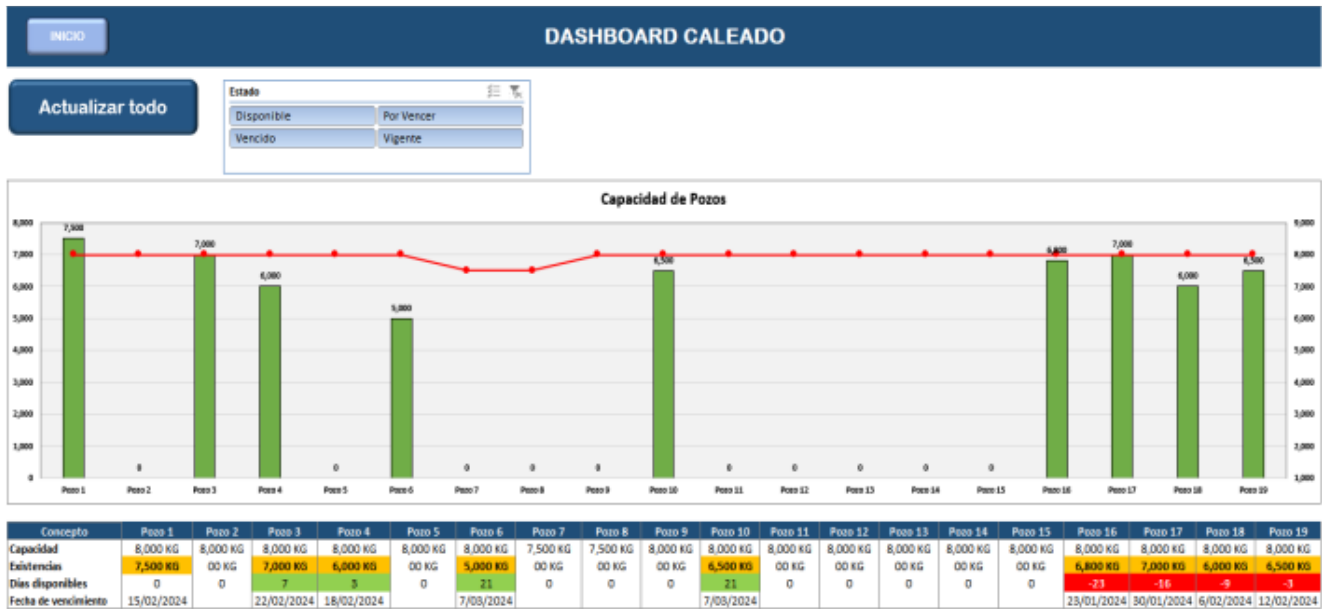 INICIO
DASHBOARD CALEADO
Actualizar todo
Estado
Disponible Por Vencer
Vencido Vigente
Capacidad de Pozos
8,000 9,000
7,500
7,000 7,000
7,000 8,000
6,800
6,500 6,500
6,000 6,000
6,000 7,000
5,000
5,000 6,000
4,000 5,000
3,000 4,000
2,000 3,000
1,000 2,000
0 0 0 0 0 0 0 0 0 0
0 1,000
Pozo 1 Pozo 2 Pozo 3 Pozo 4 Pozo 5 Pozo 6 Pozo 7 Pozo 8 Pozo 9 Pozo 10 Pozo 11 Pozo 12 Pozo 13 Pozo 14 Pozo 15 Pozo 16 Pozo 17 Pozo 18 Pozo 19
Concepto Pozo 1 Pozo 2 Pozo 3 Pozo 4 Pozo 5 Pozo 6 Pozo 7 Pozo 8 Pozo 9 Pozo 10 Pozo 11 Pozo 12 Pozo 13 Pozo 14 Pozo 15 Pozo 16 Pozo 17 Pozo 18 Pozo 19
Capacidad 8,000 KG 8,000 KG 8,000 KG 8,000 KG 8,000 KG 8,000 KG 7,500 KG 7,500 KG 8,000 KG 8,000 KG 8,000 KG 8,000 KG 8,000 KG 8,000 KG 8,000 KG 8,000 KG 8,000 KG 8,000 KG 8,000 KG
Existencias 7,500 KG 00 KG 7,000 KG 6,000 KG 00 KG 5,000 KG 00 KG 00 KG 00 KG 6,500 KG 00 KG 00 KG 00 KG 00 KG 00 KG 6,800 KG 7,000 KG 6,000 KG 6,500 KG
Días disponibles 0 0 7 3 0 21 0 0 0 21 0 0 0 0 0 -23 -16 -9 -3
Fecha de vencimiento 15/02/2024 22/02/2024 18/02/2024 7/03/2024 7/03/2024 23/01/2024 30/01/2024 6/02/2024 12/02/2024